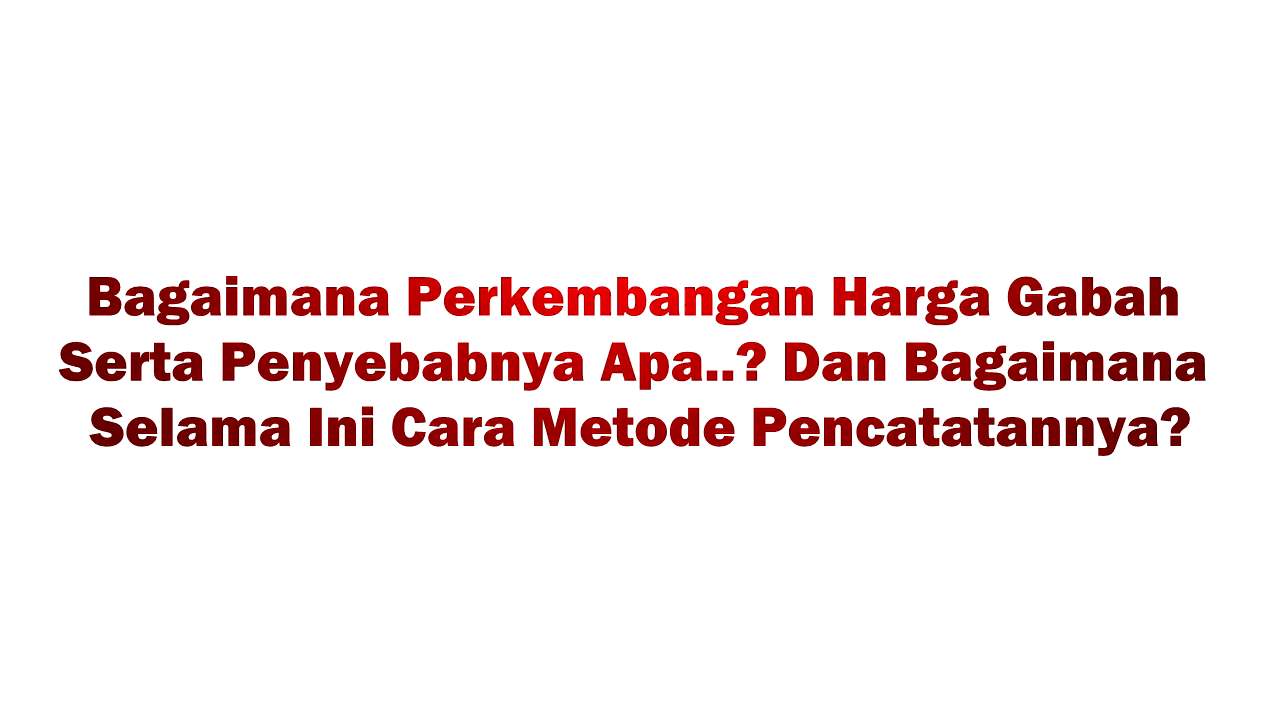 Bagaimana Perkembangan Harga Gabah
Serta Penyebabnya Apa..? Dan Bagaimana
Selama Ini Cara Metode Pencatatannya?